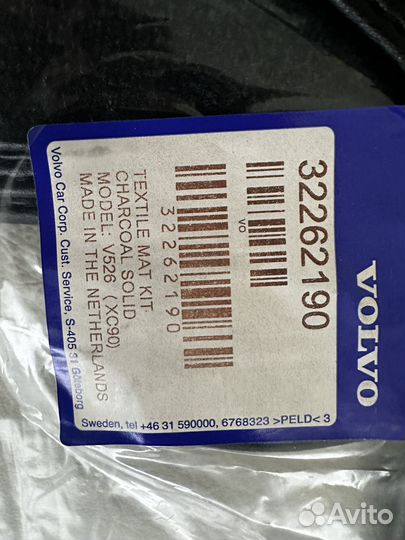 32262190
VO
32262190
TEXTILE MAT KIT
CHARCOAL SOLID
MODEL: V526 (XC90)
MADE IN THE NETHERLANDS
VOLVO
Volvo Car Corp. Cust. Service, S-405 31 Göteborg
Sweden, tel +46 31 590000, 6768323 >PELD< 3
Avito